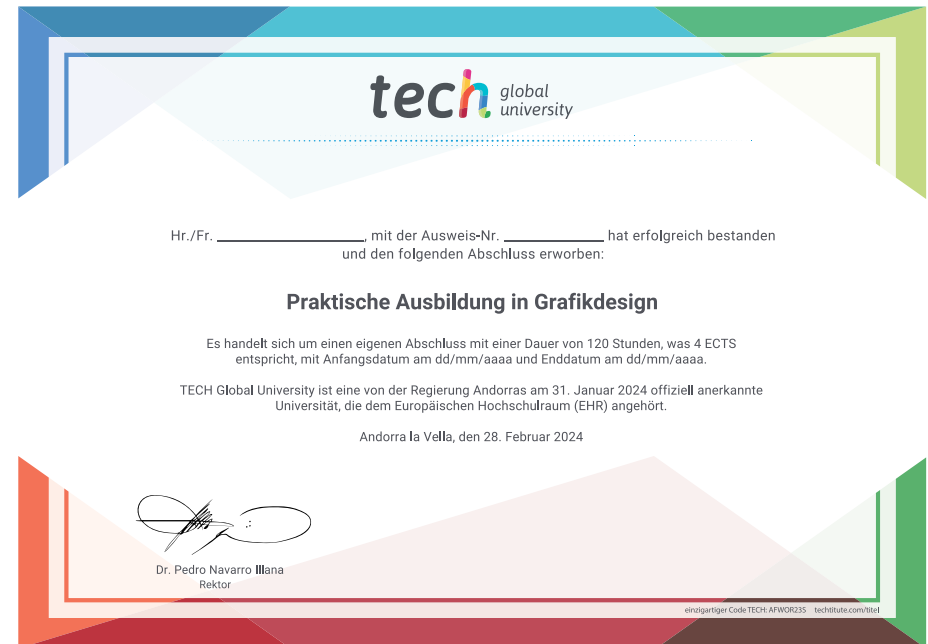 tech global university
Hr./Fr. ____________________, mit der Ausweis-Nr. ______________ hat erfolgreich bestanden
und den folgenden Abschluss erworben:
Praktische Ausbildung in Grafikdesign
Es handelt sich um einen eigenen Abschluss mit einer Dauer von 120 Stunden, was 4 ECTS
entspricht, mit Anfangsdatum am dd/mm/aaaa und Enddatum am dd/mm/aaaa.
TECH Global University ist eine von der Regierung Andorras am 31. Januar 2024 offiziell anerkannte
Universität, die dem Europäischen Hochschulraum (EHR) angehört.
Andorra la Vella, den 28. Februar 2024
Dr. Pedro Navarro Illana
Rektor
einzigartiger Code TECH: AFWOR235 techtitute.com/titel